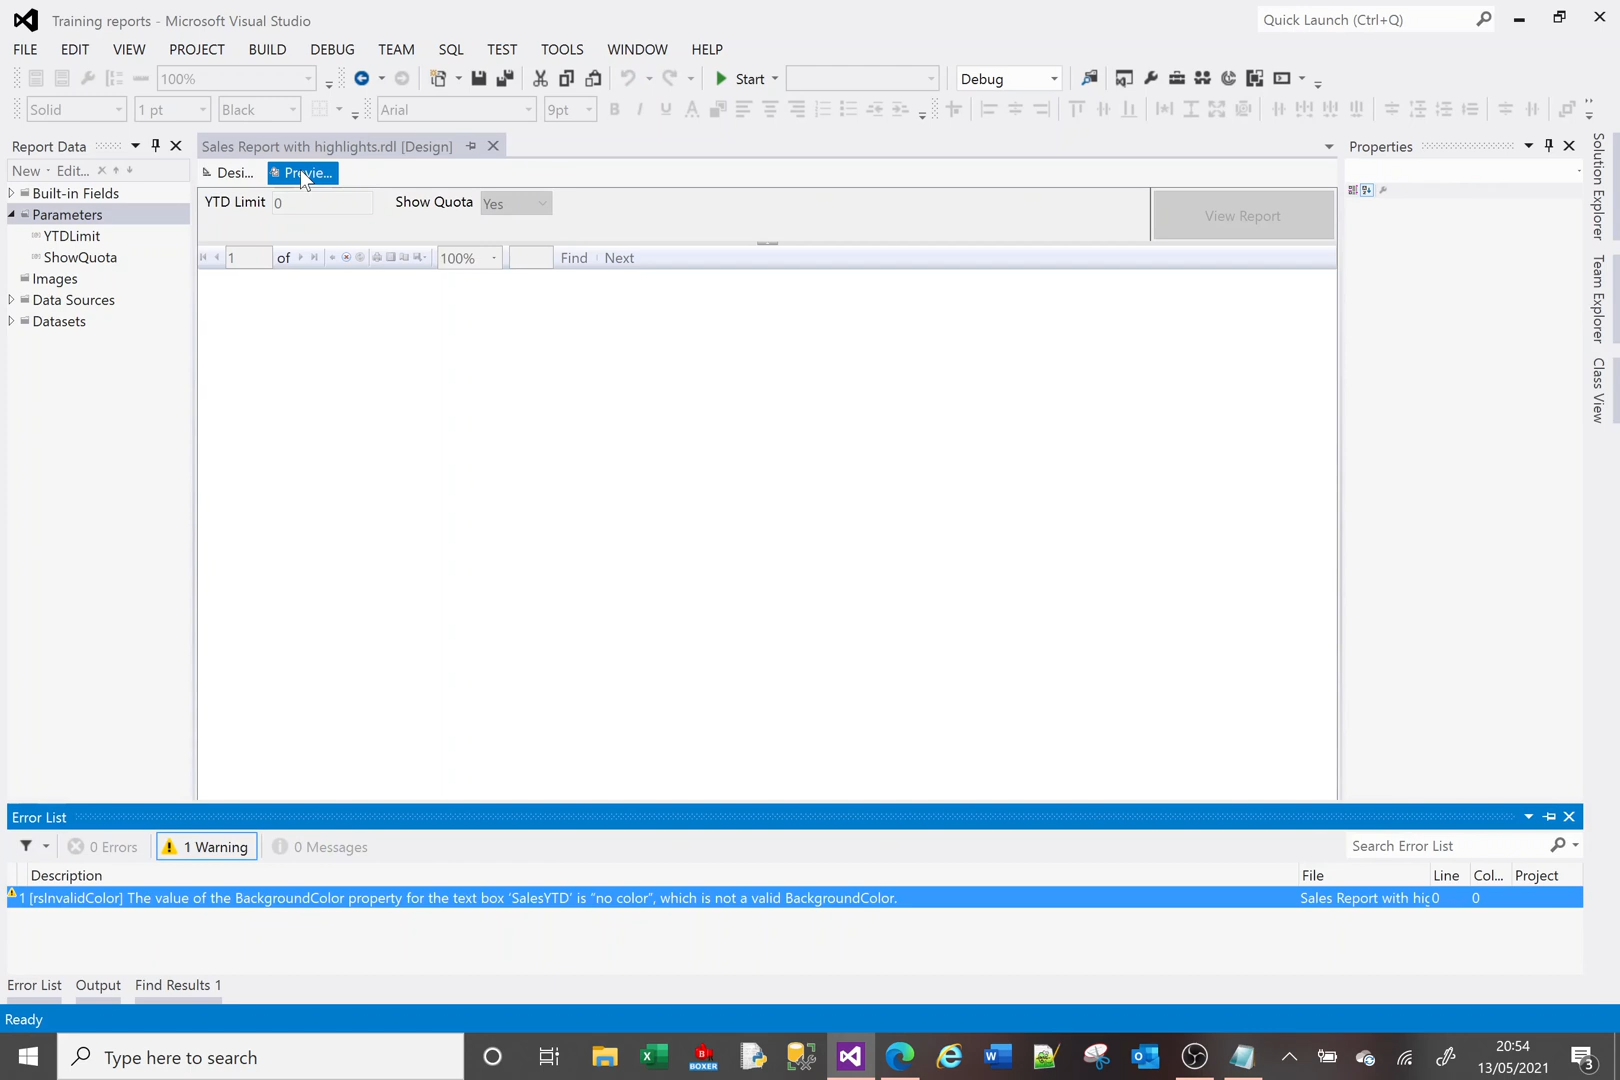 Training reports - Microsoft Visual Studio
Quick Launch (Ctrl+Q)
FILE EDIT VIEW PROJECT BUILD DEBUG TEAM SQL TEST TOOLS WINDOW HELP
100% Start Debug
Solid 1 pt Black Arial 9pt B I U A
Report Data
Sales Report with highlights.rdl [Design]
Properties
New Edit...
Desi... Previe...
Built-in Fields
Parameters
YTDLimit
ShowQuota
Images
Data Sources
Datasets
YTD Limit 0 Show Quota Yes View Report
1 of 100% Find Next
Solution Explorer
Team Explorer
Class View
Error List
0 Errors 1 Warning 0 Messages Search Error List
Description File Line Col... Project
1 [rsInvalidColor] The value of the BackgroundColor property for the text box ‘SalesYTD’ is “no color”, which is not a valid BackgroundColor. Sales Report with hig 0 0
Error List Output Find Results 1
Ready
Type here to search
BOXER
20:54
13/05/2021
3